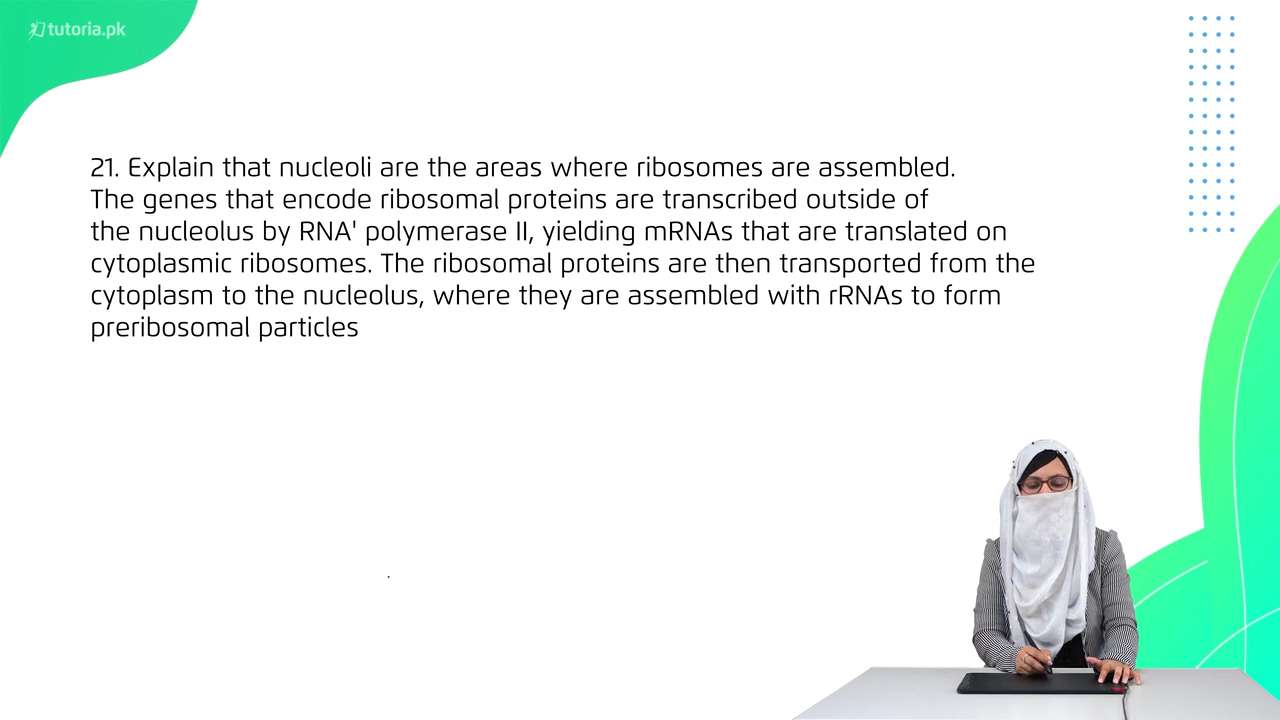 tutoria.pk
21. Explain that nucleoli are the areas where ribosomes are assembled.
The genes that encode ribosomal proteins are transcribed outside of
the nucleolus by RNA' polymerase II, yielding mRNAs that are translated on
cytoplasmic ribosomes. The ribosomal proteins are then transported from the
cytoplasm to the nucleolus, where they are assembled with rRNAs to form
preribosomal particles